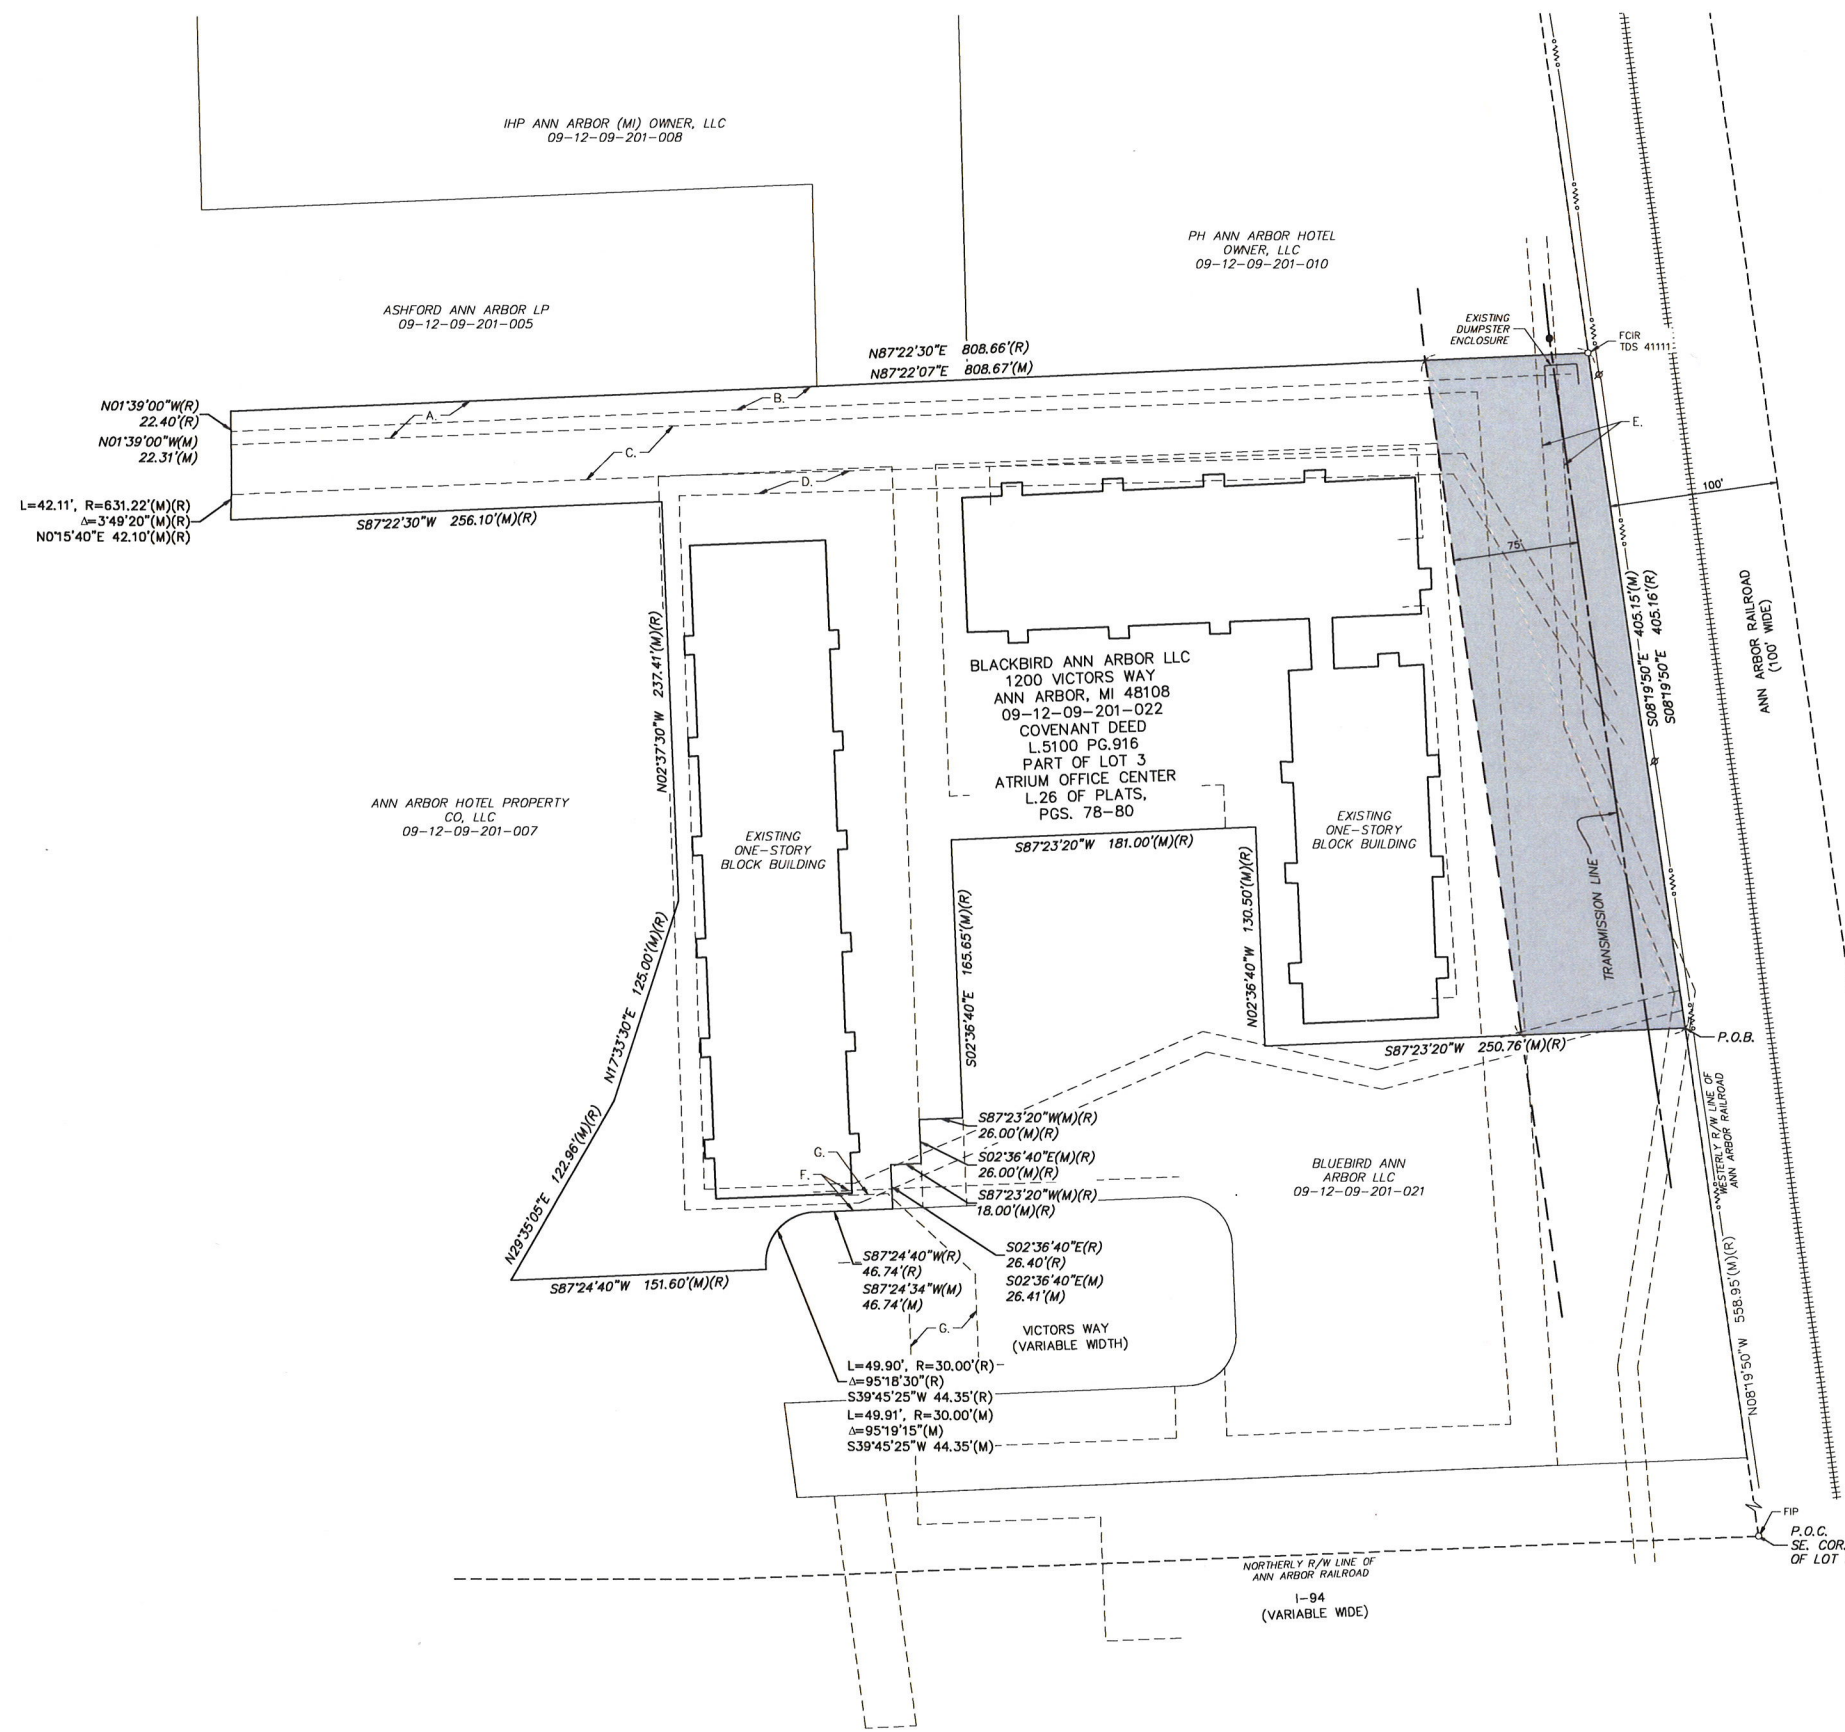 IHP ANN ARBOR (MI) OWNER, LLC
09-12-09-201-008
PH ANN ARBOR HOTEL
OWNER, LLC
09-12-09-201-010
ASHFORD ANN ARBOR LP
09-12-09-201-005
EXISTING
DUMPSTER
ENCLOSURE
FCIR
TDS 41111
N87°22'30"E 808.66'(R)
N87°22'07"E 808.67'(M)
N01°39'00"W(R)
22.40'(R)
N01°39'00"W(M)
22.31'(M)
A.
B.
C.
D.
E.
L=42.11', R=631.22'(M)(R)
Δ=3°49'20"(M)(R)
N0°15'40"E 42.10'(M)(R)
S87°22'30"W 256.10'(M)(R)
100'
75'
N02°37'30"W 237.41'(M)(R)
S08°19'50"E 405.15'(M)
S08°19'50"E 405.16'(R)
ANN ARBOR RAILROAD
(100' WIDE)
BLACKBIRD ANN ARBOR LLC
1200 VICTORS WAY
ANN ARBOR, MI 48108
09-12-09-201-022
COVENANT DEED
L.5100 PG.916
PART OF LOT 3
ATRIUM OFFICE CENTER
L.26 OF PLATS,
PGS. 78-80
ANN ARBOR HOTEL PROPERTY
CO, LLC
09-12-09-201-007
EXISTING
ONE-STORY
BLOCK BUILDING
EXISTING
ONE-STORY
BLOCK BUILDING
S87°23'20"W 181.00'(M)(R)
N02°36'40"W 130.50'(M)(R)
S02°36'40"E 165.65'(M)(R)
TRANSMISSION LINE
N17°33'30"E 125.00'(M)(R)
S87°23'20"W 250.76'(M)(R)
P.O.B.
N29°35'05"E 122.96'(M)(R)
WESTERLY R/W LINE OF
ANN ARBOR RAILROAD
S87°23'20"W(M)(R)
26.00'(M)(R)
S02°36'40"E(M)(R)
26.00'(M)(R)
S87°23'20"W(M)(R)
18.00'(M)(R)
G.
F.
BLUEBIRD ANN
ARBOR LLC
09-12-09-201-021
S87°24'40"W(R)
46.74'(R)
S87°24'34"W(M)
46.74'(M)
S02°36'40"E(R)
26.40'(R)
S02°36'40"E(M)
26.41'(M)
S87°24'40"W 151.60'(M)(R)
G.
VICTORS WAY
(VARIABLE WIDTH)
L=49.90', R=30.00'(R)
Δ=95°18'30"(R)
S39°45'25"W 44.35'(R)
L=49.91', R=30.00'(M)
Δ=95°19'15"(M)
S39°45'25"W 44.35'(M)
N08°19'50"W 558.95'(M)(R)
FIP
P.O.C.
SE. COR.
OF LOT
NORTHERLY R/W LINE OF
ANN ARBOR RAILROAD
I-94
(VARIABLE WIDE)